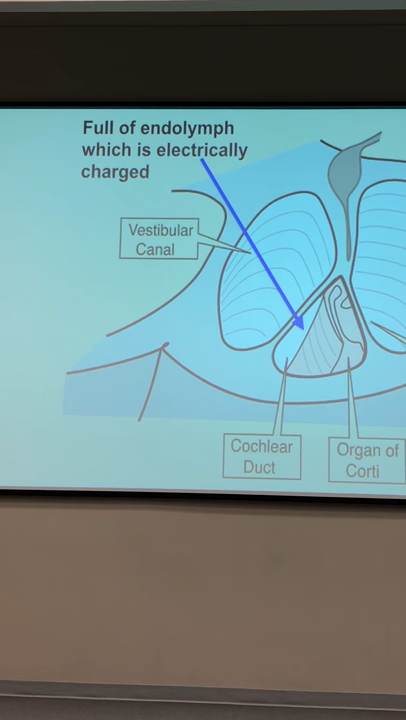 Full of endolymph
which is electrically
charged
Vestibular
Canal
Cochlear
Duct
Organ of
Corti